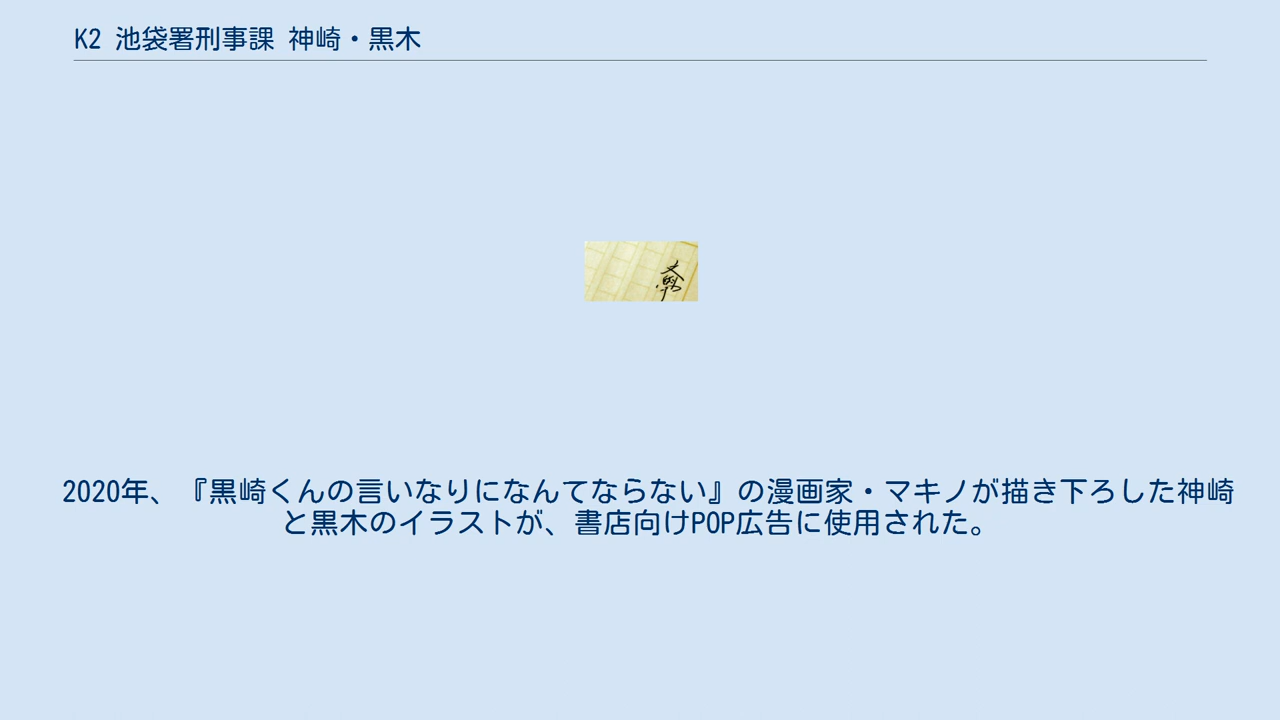 K2 池袋署刑事課 神崎・黒木
2020年、『黒崎くんの言いなりになんてならない』の漫画家・マキノが描き下ろした神崎
と黒木のイラストが、書店向けPOP広告に使用された。